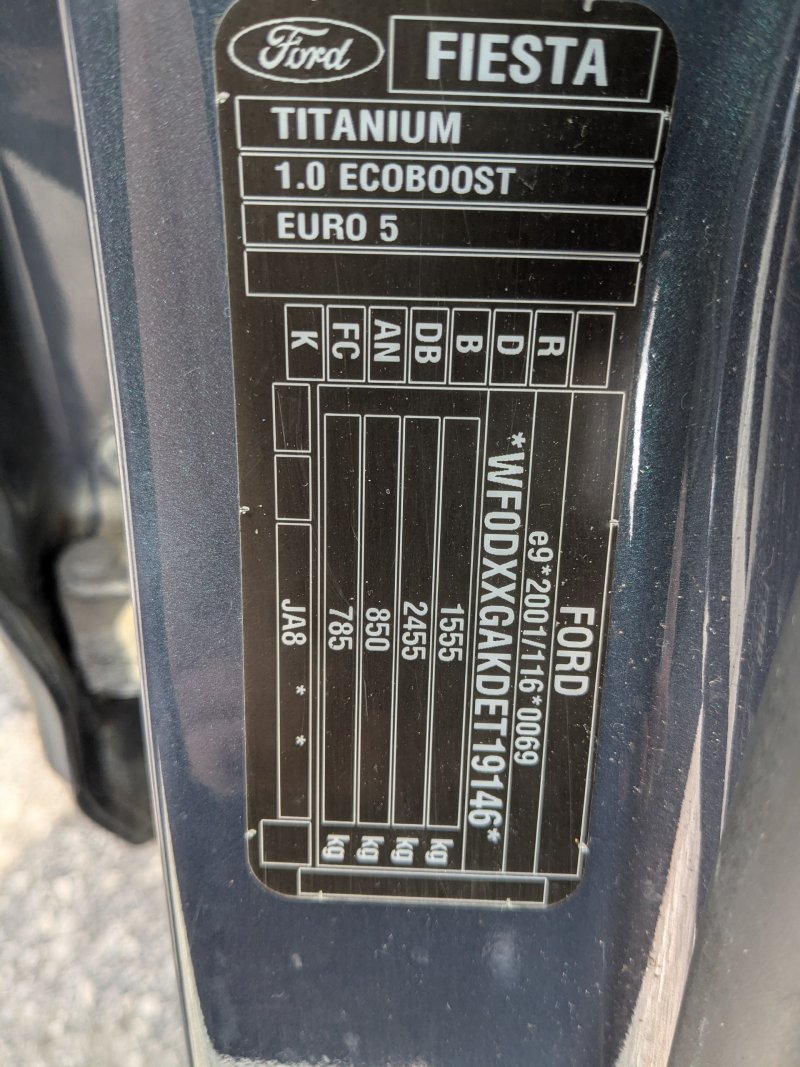 Ford
FIESTA
TITANIUM
1.0 ECOBOOST
EURO 5
R
D
B
DB
AN
FC
K
FORD
e9*2001/116*0069
*WF0DXXGAKDET19146*
1555 kg
2455 kg
850 kg
785 kg
JA8 * *